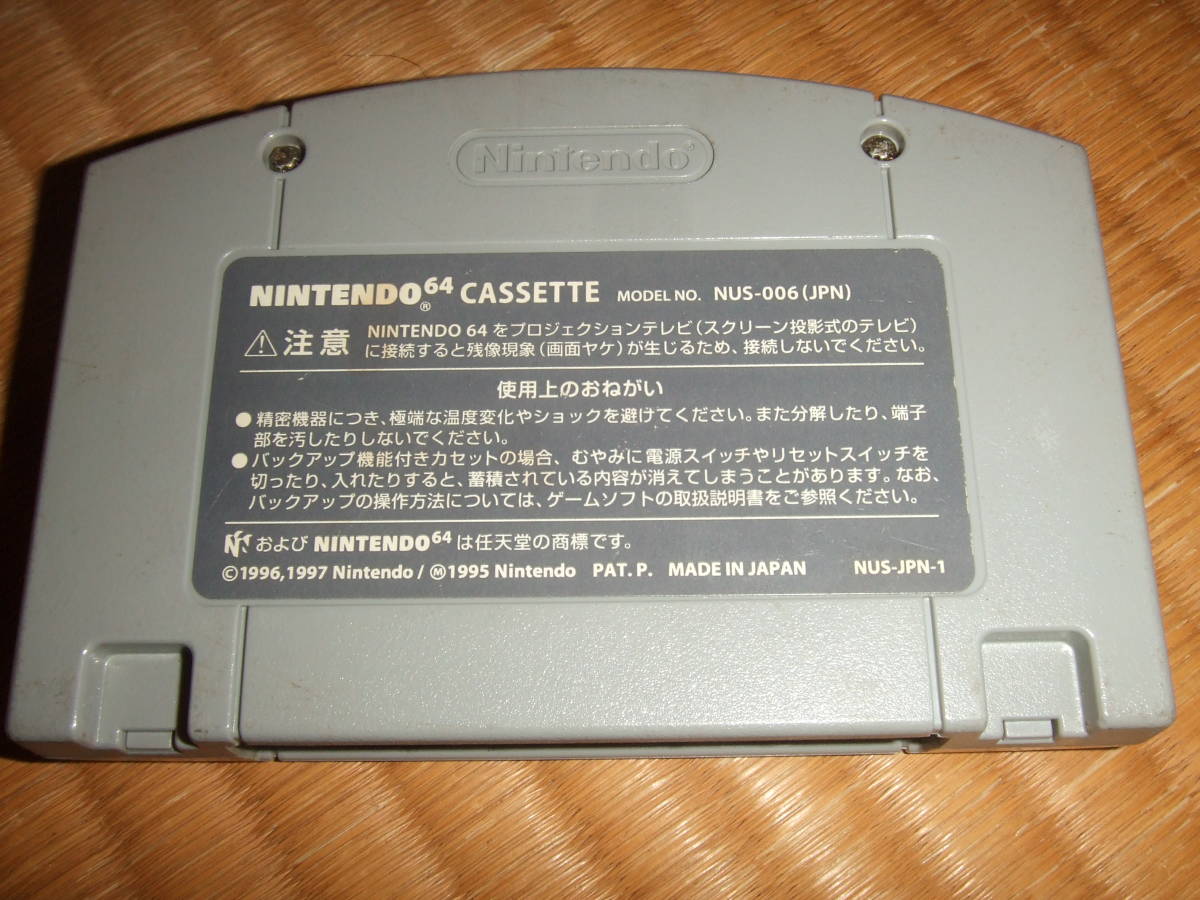 Nintendo®
NINTENDO64® CASSETTE MODEL NO. NUS-006(JPN)
⚠ 注意 NINTENDO 64をプロジェクションテレビ(スクリーン投影式のテレビ)
に接続すると残像現象(画面ヤケ)が生じるため、接続しないでください。
使用上のおねがい
●精密機器につき、極端な温度変化やショックを避けてください。また分解したり、端子
部を汚したりしないでください。
●バックアップ機能付きカセットの場合、むやみに電源スイッチやリセットスイッチを
切ったり、入れたりすると、蓄積されている内容が消えてしまうことがあります。なお、
バックアップの操作方法については、ゲームソフトの取扱説明書をご参照ください。
および NINTENDO64 は任天堂の商標です。
©1996,1997 Nintendo / Ⓜ1995 Nintendo PAT. P. MADE IN JAPAN NUS-JPN-1